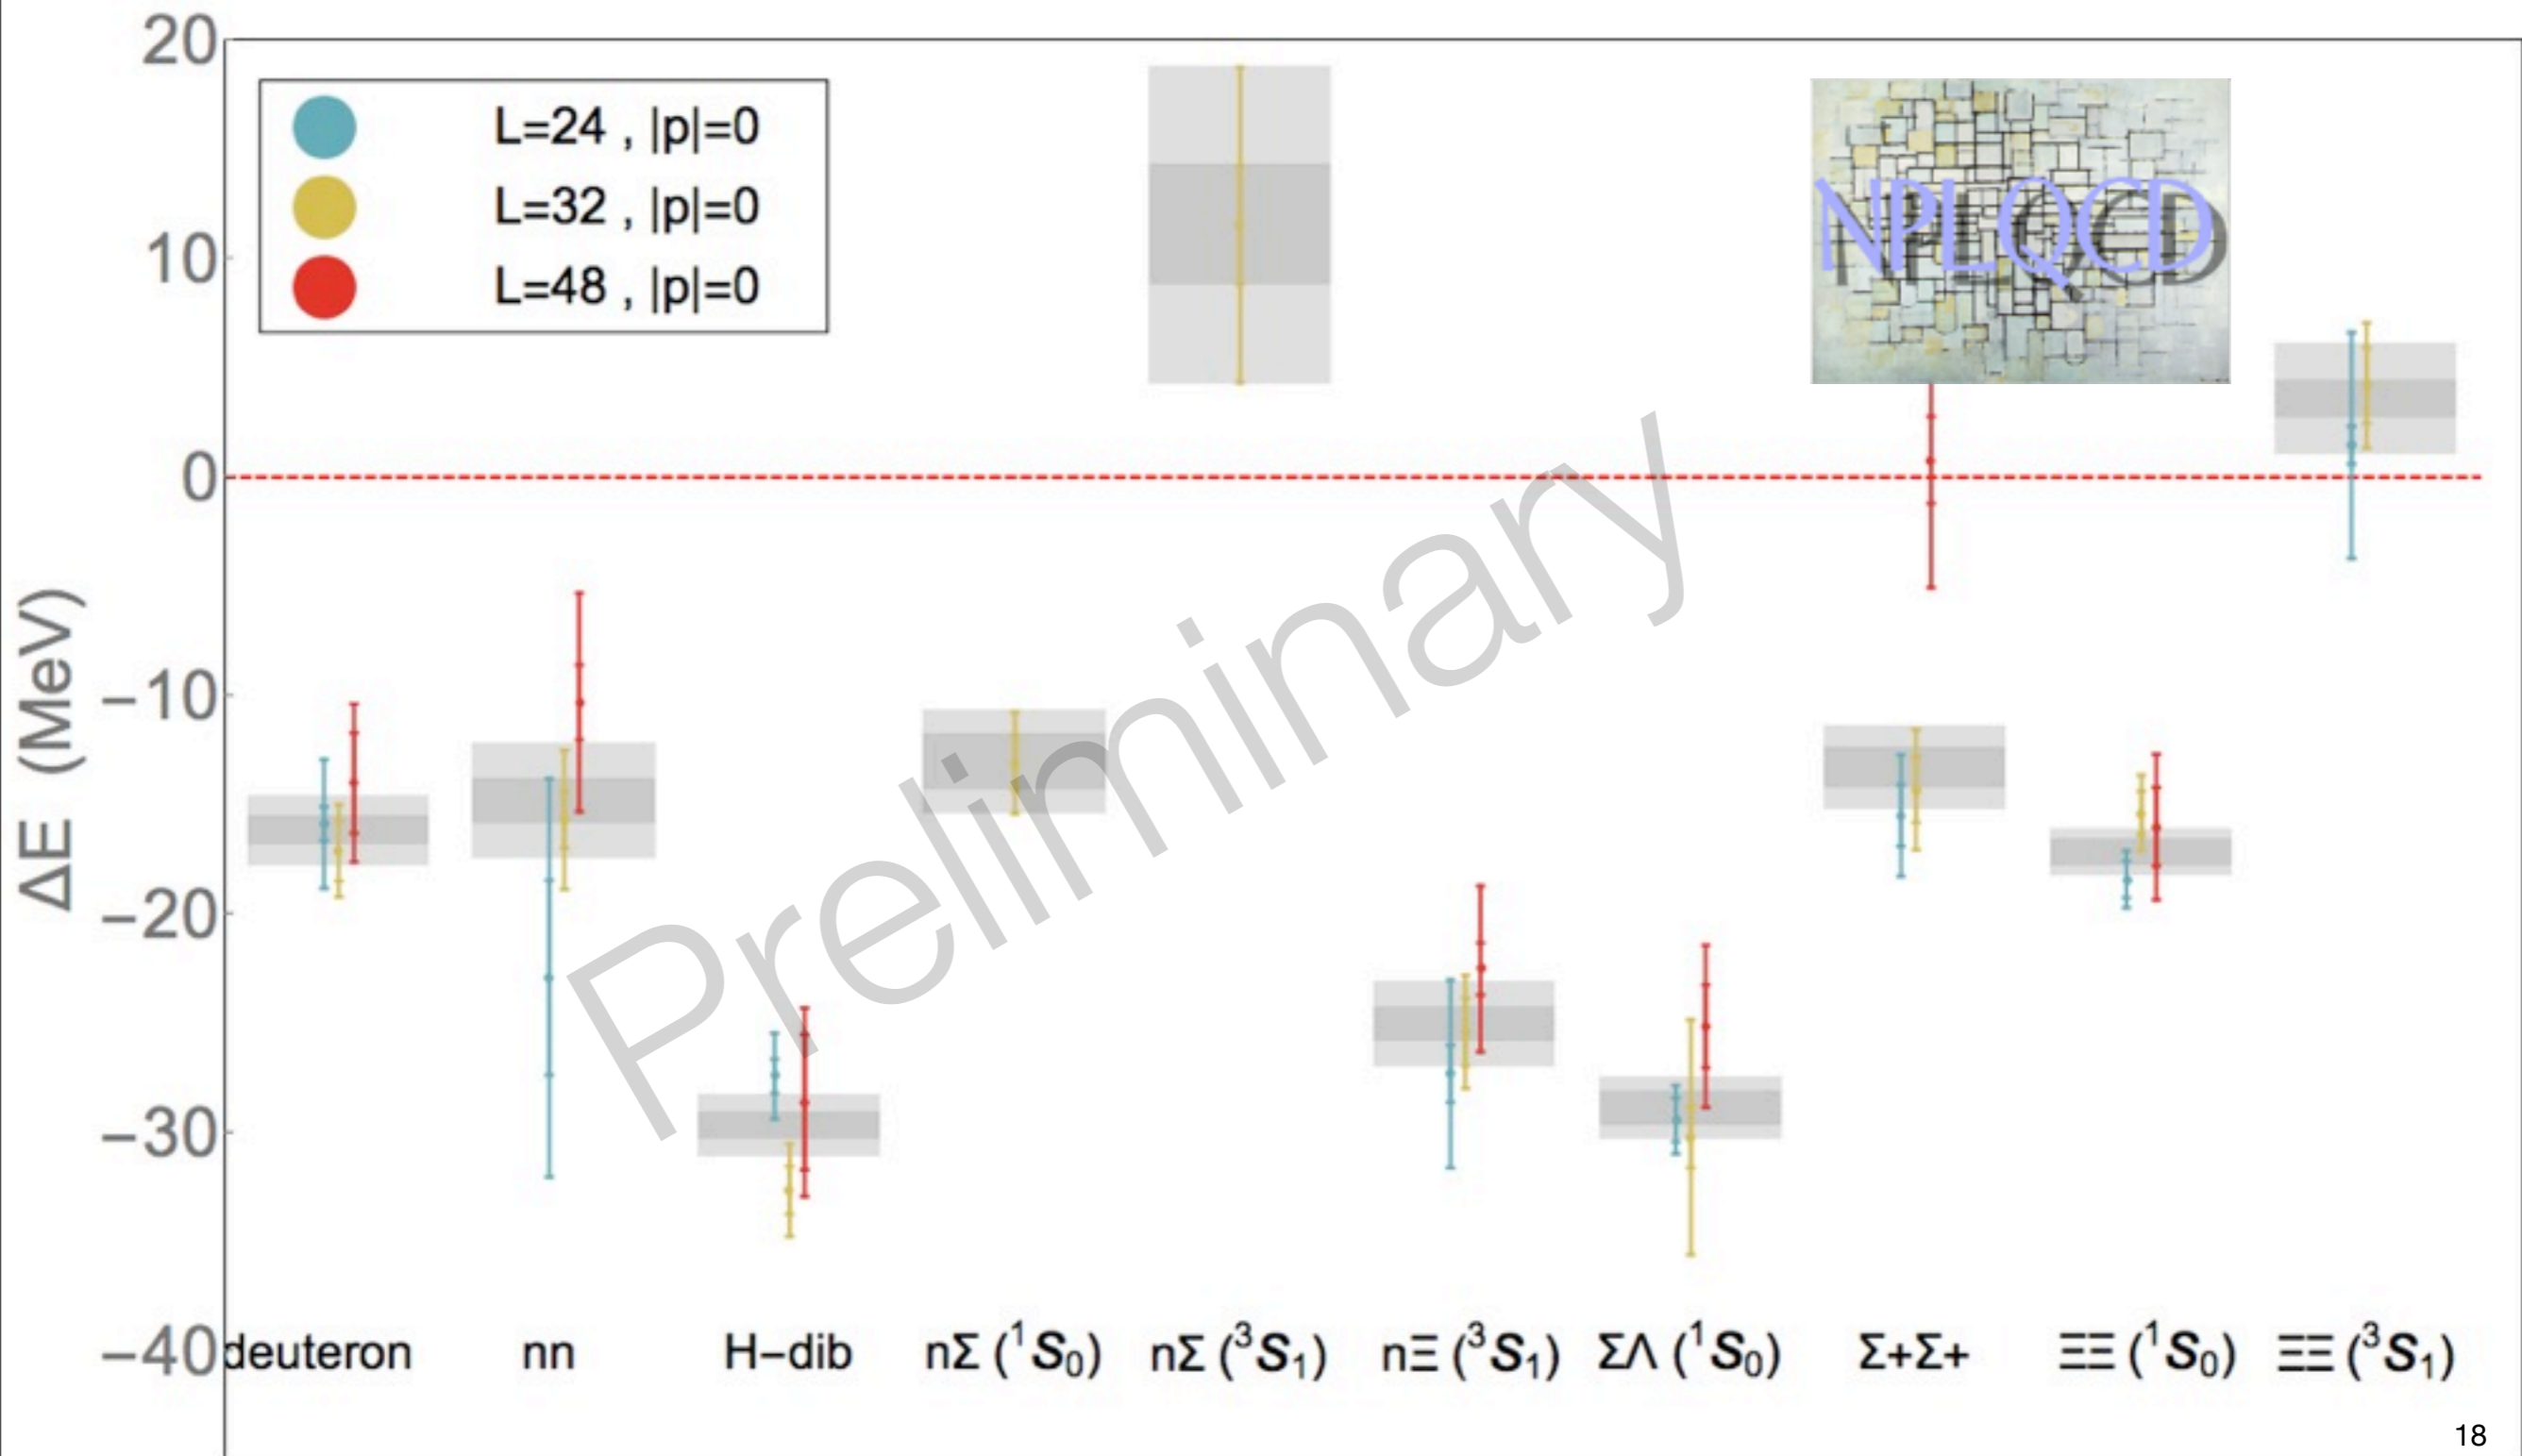 20
L=24 , |p|=0
L=32 , |p|=0
L=48 , |p|=0
NPLQCD
10
0
Preliminary
ΔE (MeV)
−10
−20
−30
−40
deuteron nn H−dib nΣ (¹S₀) nΣ (³S₁) nΞ (³S₁) ΣΛ (¹S₀) Σ+Σ+ ΞΞ (¹S₀) ΞΞ (³S₁)
18